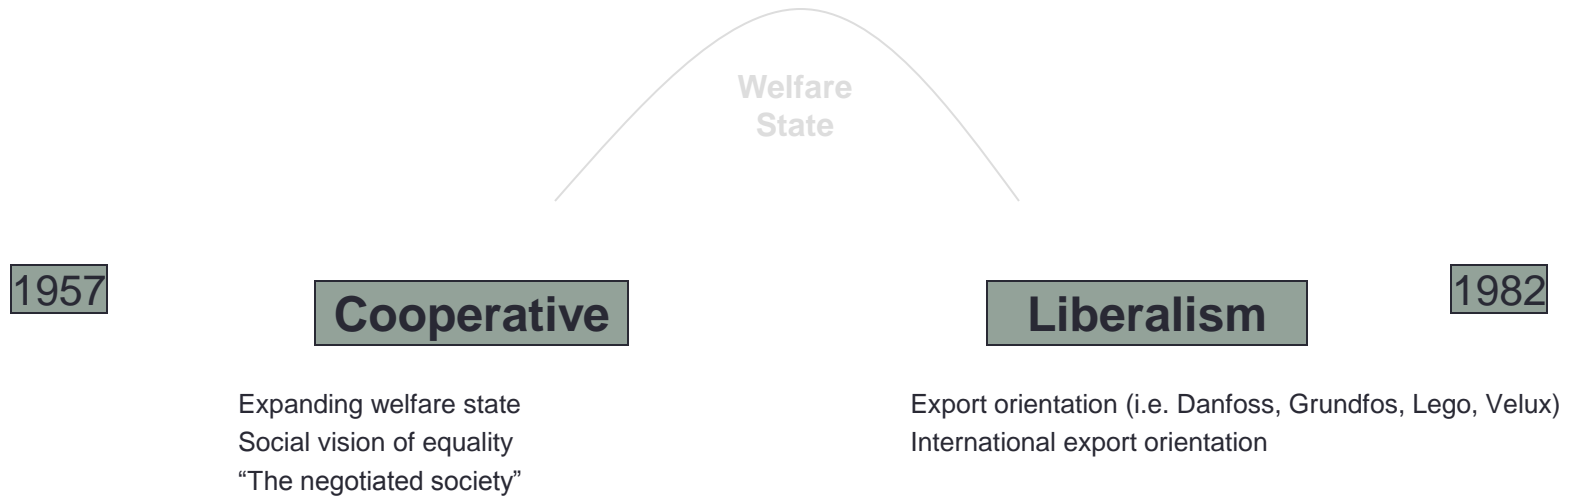 Welfare
State
1957
Cooperative
Liberalism
1982
Expanding welfare state
Social vision of equality
“The negotiated society”
Export orientation (i.e. Danfoss, Grundfos, Lego, Velux)
International export orientation